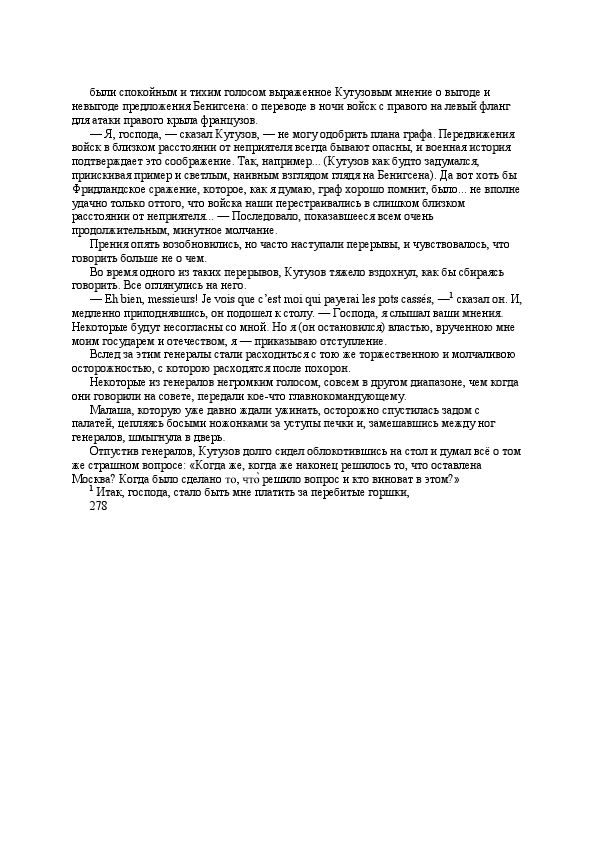 были спокойным и тихим голосом выраженное Кутузовым мнение о выгоде и
невыгоде предложения Бенигсена: о переводе в ночи войск с правого на левый фланг
для атаки правого крыла французов.
— Я, господа, — сказал Кутузов, — не могу одобрить плана графа. Передвижения
войск в близком расстоянии от неприятеля всегда бывают опасны, и военная история
подтверждает это соображение. Так, например... (Кутузов как будто задумался,
приискивая пример и светлым, наивным взглядом глядя на Бенигсена). Да вот хоть бы
Фридландское сражение, которое, как я думаю, граф хорошо помнит, было... не вполне
удачно только оттого, что войска наши перестраивались в слишком близком
расстоянии от неприятеля... — Последовало, показавшееся всем очень
продолжительным, минутное молчание.
Прения опять возобновились, но часто наступали перерывы, и чувствовалось, что
говорить больше не о чем.
Во время одного из таких перерывов, Кутузов тяжело вздохнул, как бы сбираясь
говорить. Все оглянулись на него.
— Eh bien, messieurs! Je vois que c’est moi qui payerai les pots cassés, —¹ сказал он. И,
медленно приподнявшись, он подошел к столу. — Господа, я слышал ваши мнения.
Некоторые будут несогласны со мной. Но я (он остановился) властью, врученною мне
моим государем и отечеством, я — приказываю отступление.
Вслед за этим генералы стали расходиться с тою же торжественною и молчаливою
осторожностью, с которою расходятся после похорон.
Некоторые из генералов негромким голосом, совсем в другом диапазоне, чем когда
они говорили на совете, передали кое-что главнокомандующему.
Малаша, которую уже давно ждали ужинать, осторожно спустилась задом с
палатей, цепляясь босыми ножонками за уступы печки и, замешавшись между ног
генералов, шмыгнула в дверь.
Отпустив генералов, Кутузов долго сидел облокотившись на стол и думал всё о том
же страшном вопросе: «Когда же, когда же наконец решилось то, что оставлена
Москва? Когда было сделано то, что̀ решило вопрос и кто виноват в этом?»
¹ Итак, господа, стало быть мне платить за перебитые горшки,
278